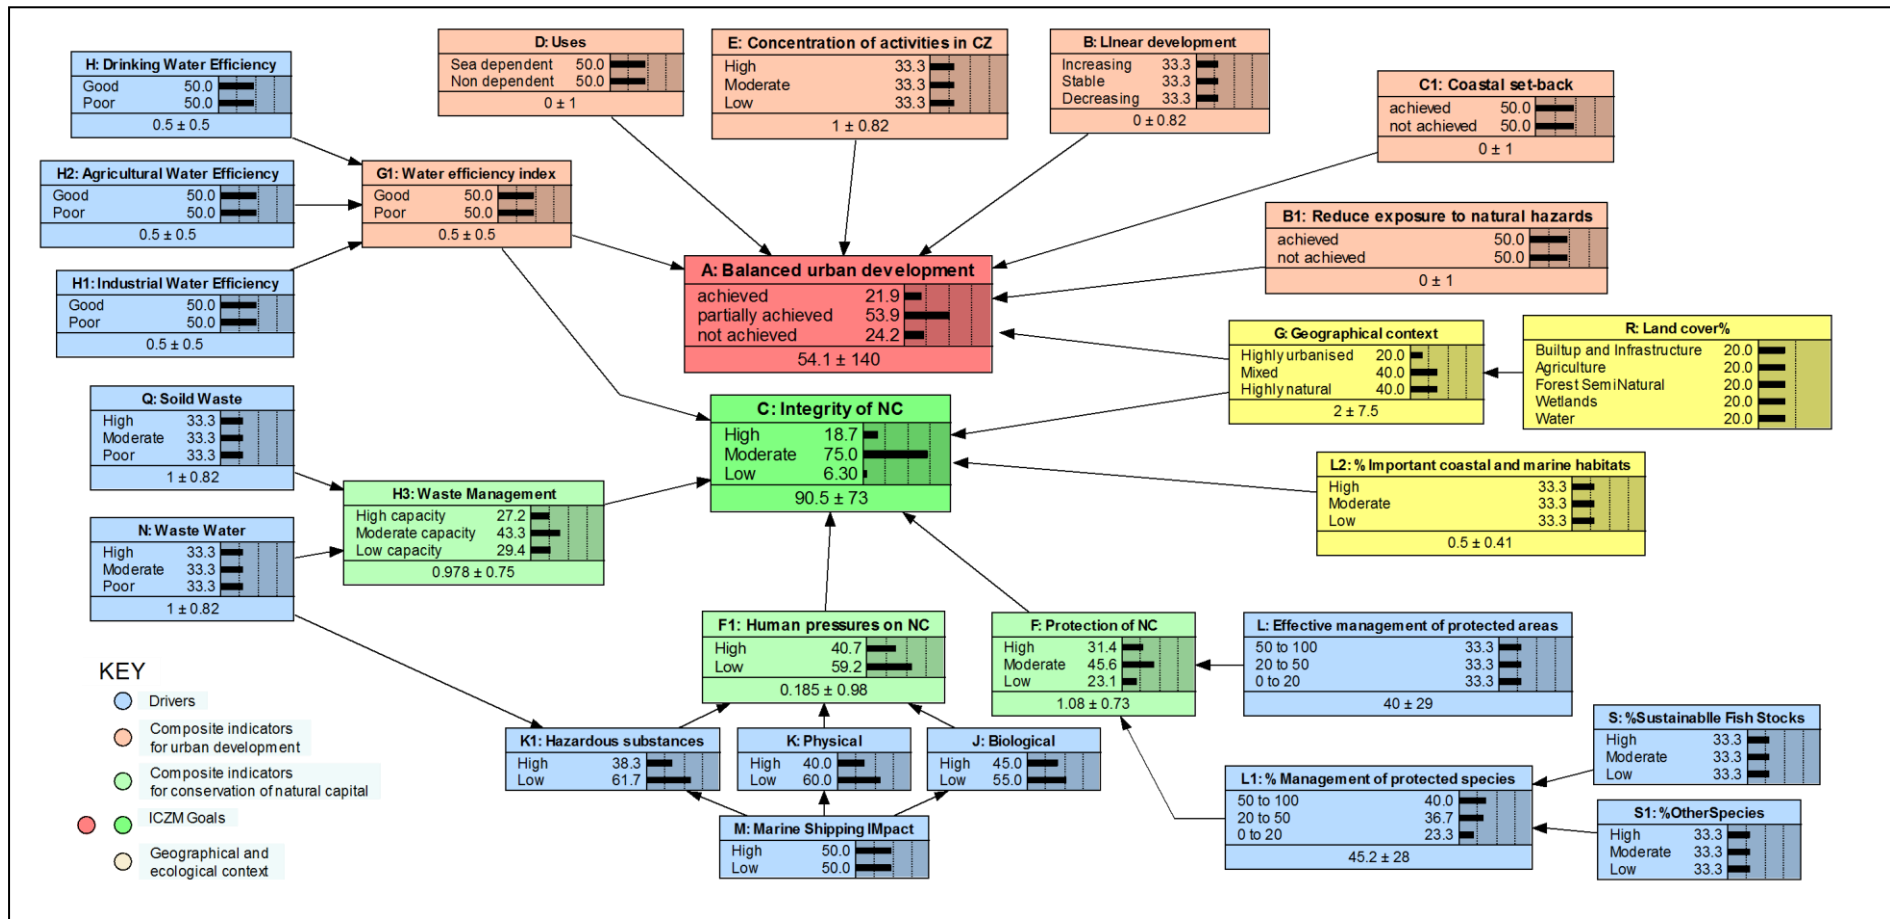 H: Drinking Water Efficiency
Good 50.0
Poor 50.0
0.5 ± 0.5
D: Uses
Sea dependent 50.0
Non dependent 50.0
0 ± 1
E: Concentration of activities in CZ
High 33.3
Moderate 33.3
Low 33.3
1 ± 0.82
B: LInear development
Increasing 33.3
Stable 33.3
Decreasing 33.3
0 ± 0.82
C1: Coastal set-back
achieved 50.0
not achieved 50.0
0 ± 1
H2: Agricultural Water Efficiency
Good 50.0
Poor 50.0
0.5 ± 0.5
G1: Water efficiency index
Good 50.0
Poor 50.0
0.5 ± 0.5
B1: Reduce exposure to natural hazards
achieved 50.0
not achieved 50.0
0 ± 1
H1: Industrial Water Efficiency
Good 50.0
Poor 50.0
0.5 ± 0.5
A: Balanced urban development
achieved 21.9
partially achieved 53.9
not achieved 24.2
54.1 ± 140
G: Geographical context
Highly urbanised 20.0
Mixed 40.0
Highly natural 40.0
2 ± 7.5
R: Land cover%
Builtup and Infrastructure 20.0
Agriculture 20.0
Forest SemiNatural 20.0
Wetlands 20.0
Water 20.0
Q: Soild Waste
High 33.3
Moderate 33.3
Poor 33.3
1 ± 0.82
C: Integrity of NC
High 18.7
Moderate 75.0
Low 6.30
90.5 ± 73
L2: % Important coastal and marine habitats
High 33.3
Moderate 33.3
Low 33.3
0.5 ± 0.41
H3: Waste Management
High capacity 27.2
Moderate capacity 43.3
Low capacity 29.4
0.978 ± 0.75
N: Waste Water
High 33.3
Moderate 33.3
Poor 33.3
1 ± 0.82
F1: Human pressures on NC
High 40.7
Low 59.2
0.185 ± 0.98
F: Protection of NC
High 31.4
Moderate 45.6
Low 23.1
1.08 ± 0.73
L: Effective management of protected areas
50 to 100 33.3
20 to 50 33.3
0 to 20 33.3
40 ± 29
K1: Hazardous substances
High 38.3
Low 61.7
K: Physical
High 40.0
Low 60.0
J: Biological
High 45.0
Low 55.0
S: %Sustainablle Fish Stocks
High 33.3
Moderate 33.3
Low 33.3
L1: % Management of protected species
50 to 100 40.0
20 to 50 36.7
0 to 20 23.3
45.2 ± 28
S1: %OtherSpecies
High 33.3
Moderate 33.3
Low 33.3
M: Marine Shipping IMpact
High 50.0
Low 50.0
KEY
Drivers
Composite indicators
for urban development
Composite indicators
for conservation of natural capital
ICZM Goals
Geographical and
ecological context